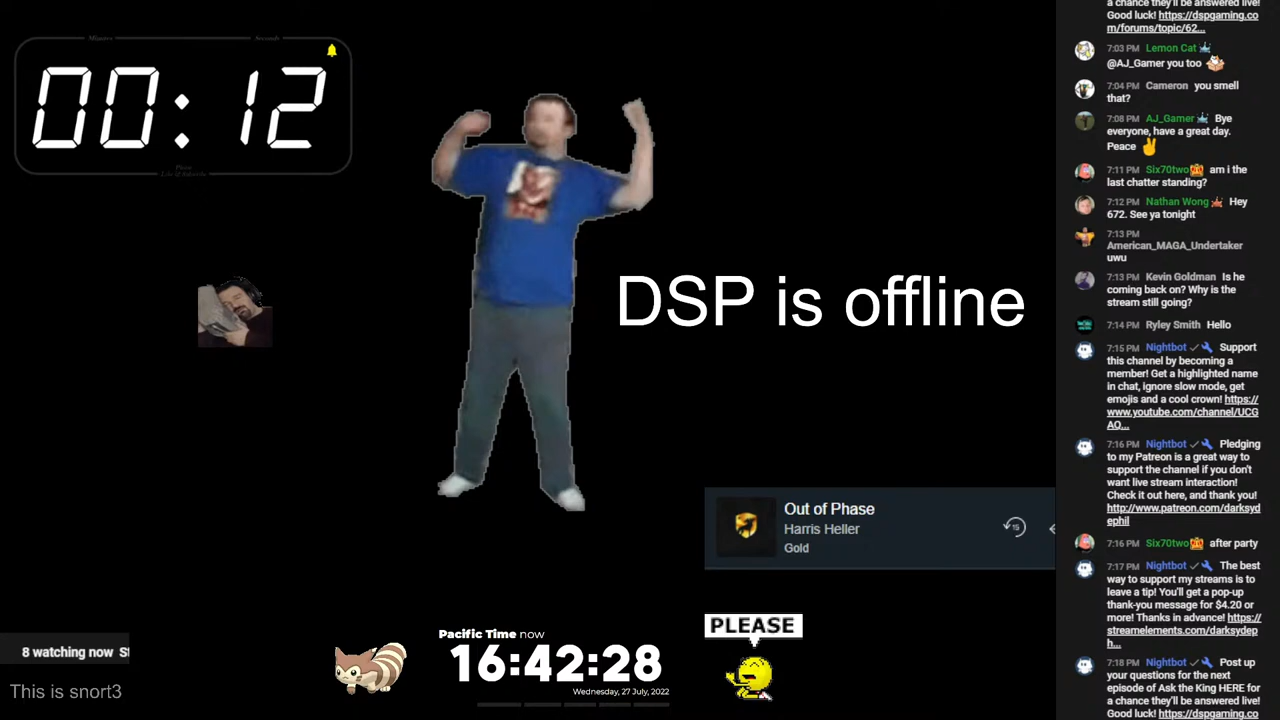 Minutes
Seconds
00:12
DSP is offline
Out of Phase
Harris Heller
Gold
15
PLEASE
Pacific Time now
16:42:28
Wednesday, 27 July, 2022
8 watching now
This is snort3
a chance they'll be answered live!
Good luck! https://dspgaming.co
m/forums/topic/62...
7:03 PM Lemon Cat
@AJ_Gamer you too
7:04 PM Cameron you smell
that?
7:08 PM AJ_Gamer Bye
everyone, have a great day.
Peace
7:11 PM Six70two am i the
last chatter standing?
7:12 PM Nathan Wong Hey
672. See ya tonight
7:13 PM
American_MAGA_Undertaker
uwu
7:13 PM Kevin Goldman Is he
coming back on? Why is the
stream still going?
7:14 PM Ryley Smith Hello
7:15 PM Nightbot Support
this channel by becoming a
member! Get a highlighted name
in chat, ignore slow mode, get
emojis and a cool crown! https://
www.youtube.com/channel/UCG
AO...
7:16 PM Nightbot Pledging
to my Patreon is a great way to
support the channel if you don't
want live stream interaction!
Check it out here, and thank you!
http://www.patreon.com/darksyd
ephil
7:16 PM Six70two after party
7:17 PM Nightbot The best
way to support my streams is to
leave a tip! You'll get a pop-up
thank-you message for $4.20 or
more! Thanks in advance! https://
streamelements.com/darksydep
h...
7:18 PM Nightbot Post up
your questions for the next
episode of Ask the King HERE for
a chance they'll be answered live!
Good luck! https://dspgaming.co